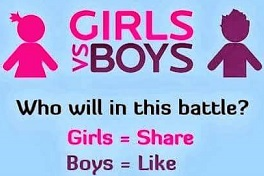 GIRLS
VS BOYS
Who will in this battle?
Girls = Share
Boys = Like